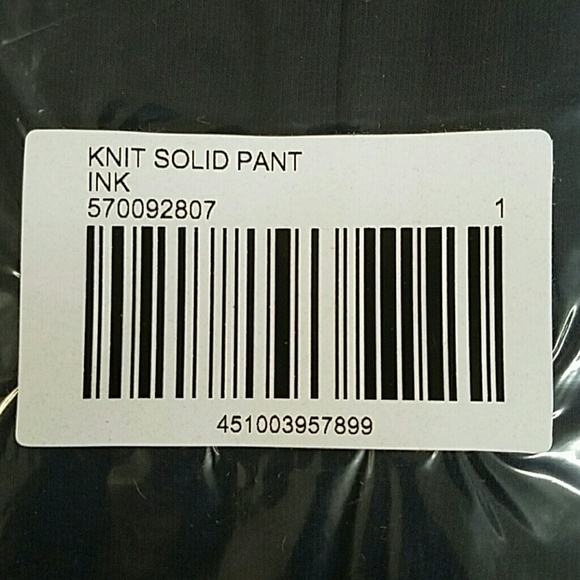 KNIT SOLID PANT
INK
570092807 1
451003957899